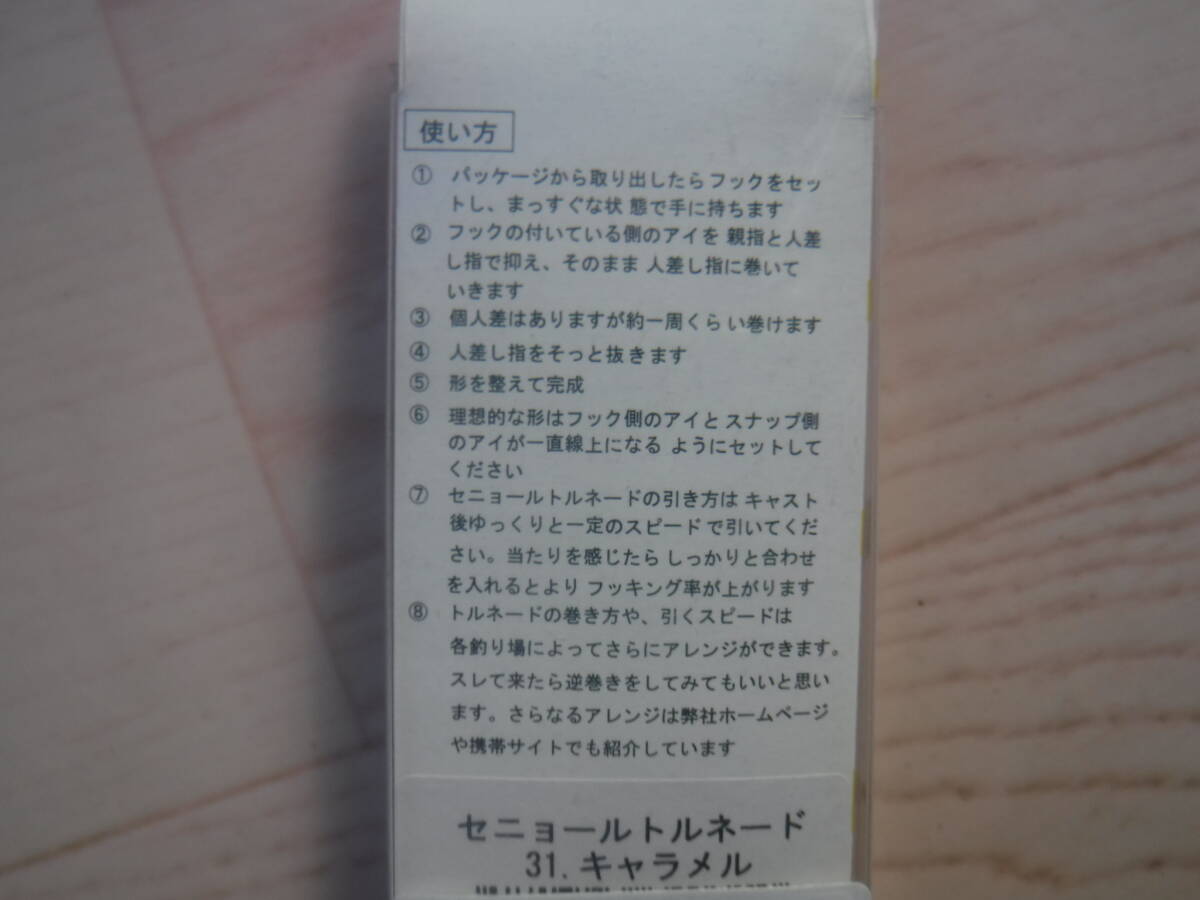 使い方
① パッケージから取り出したらフックをセッ
トし、まっすぐな状 態で手に持ちます
② フックの付いている側のアイを 親指と人差
し指で抑え、そのまま 人差し指に巻いて
いきます
③ 個人差はありますが約一周くら い巻けます
④ 人差し指をそっと抜 きます
⑤ 形を整えて完成
⑥ 理想的な形はフック側のアイと スナップ側
のアイが一直線上になる ようにセットして
ください
⑦ セニョールトルネードの引き方は キャスト
後ゆっくりと一定のスピード で引いてくだ
さい。当たりを感じたら しっかりと合わせ
を入れるとより フッキング率が上がります
⑧ トルネードの巻き方や、引くスピードは
各釣り場によってさらにアレンジができます。
スレて来たら逆巻きをしてみてもいいと思い
ます。さらなるアレンジは弊社ホームページ
や携帯サイトでも紹介しています
セニョールトルネード
31. キャラメル